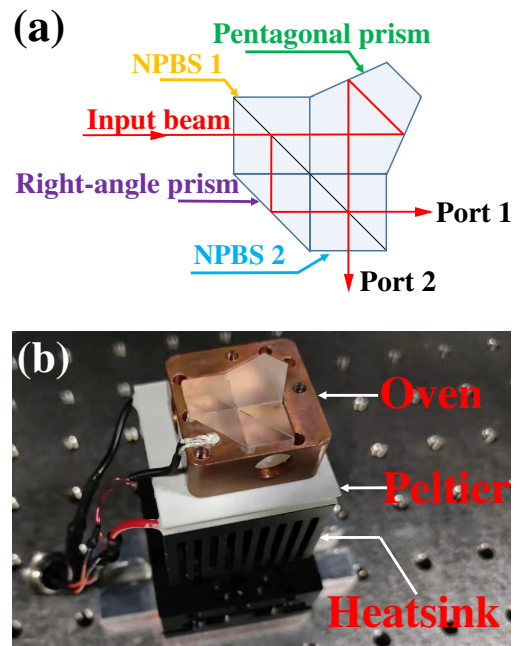 (a)
Pentagonal prism
NPBS 1
Input beam
Right-angle prism
Port 1
NPBS 2
Port 2
(b)
Oven
Peltier
Heatsink